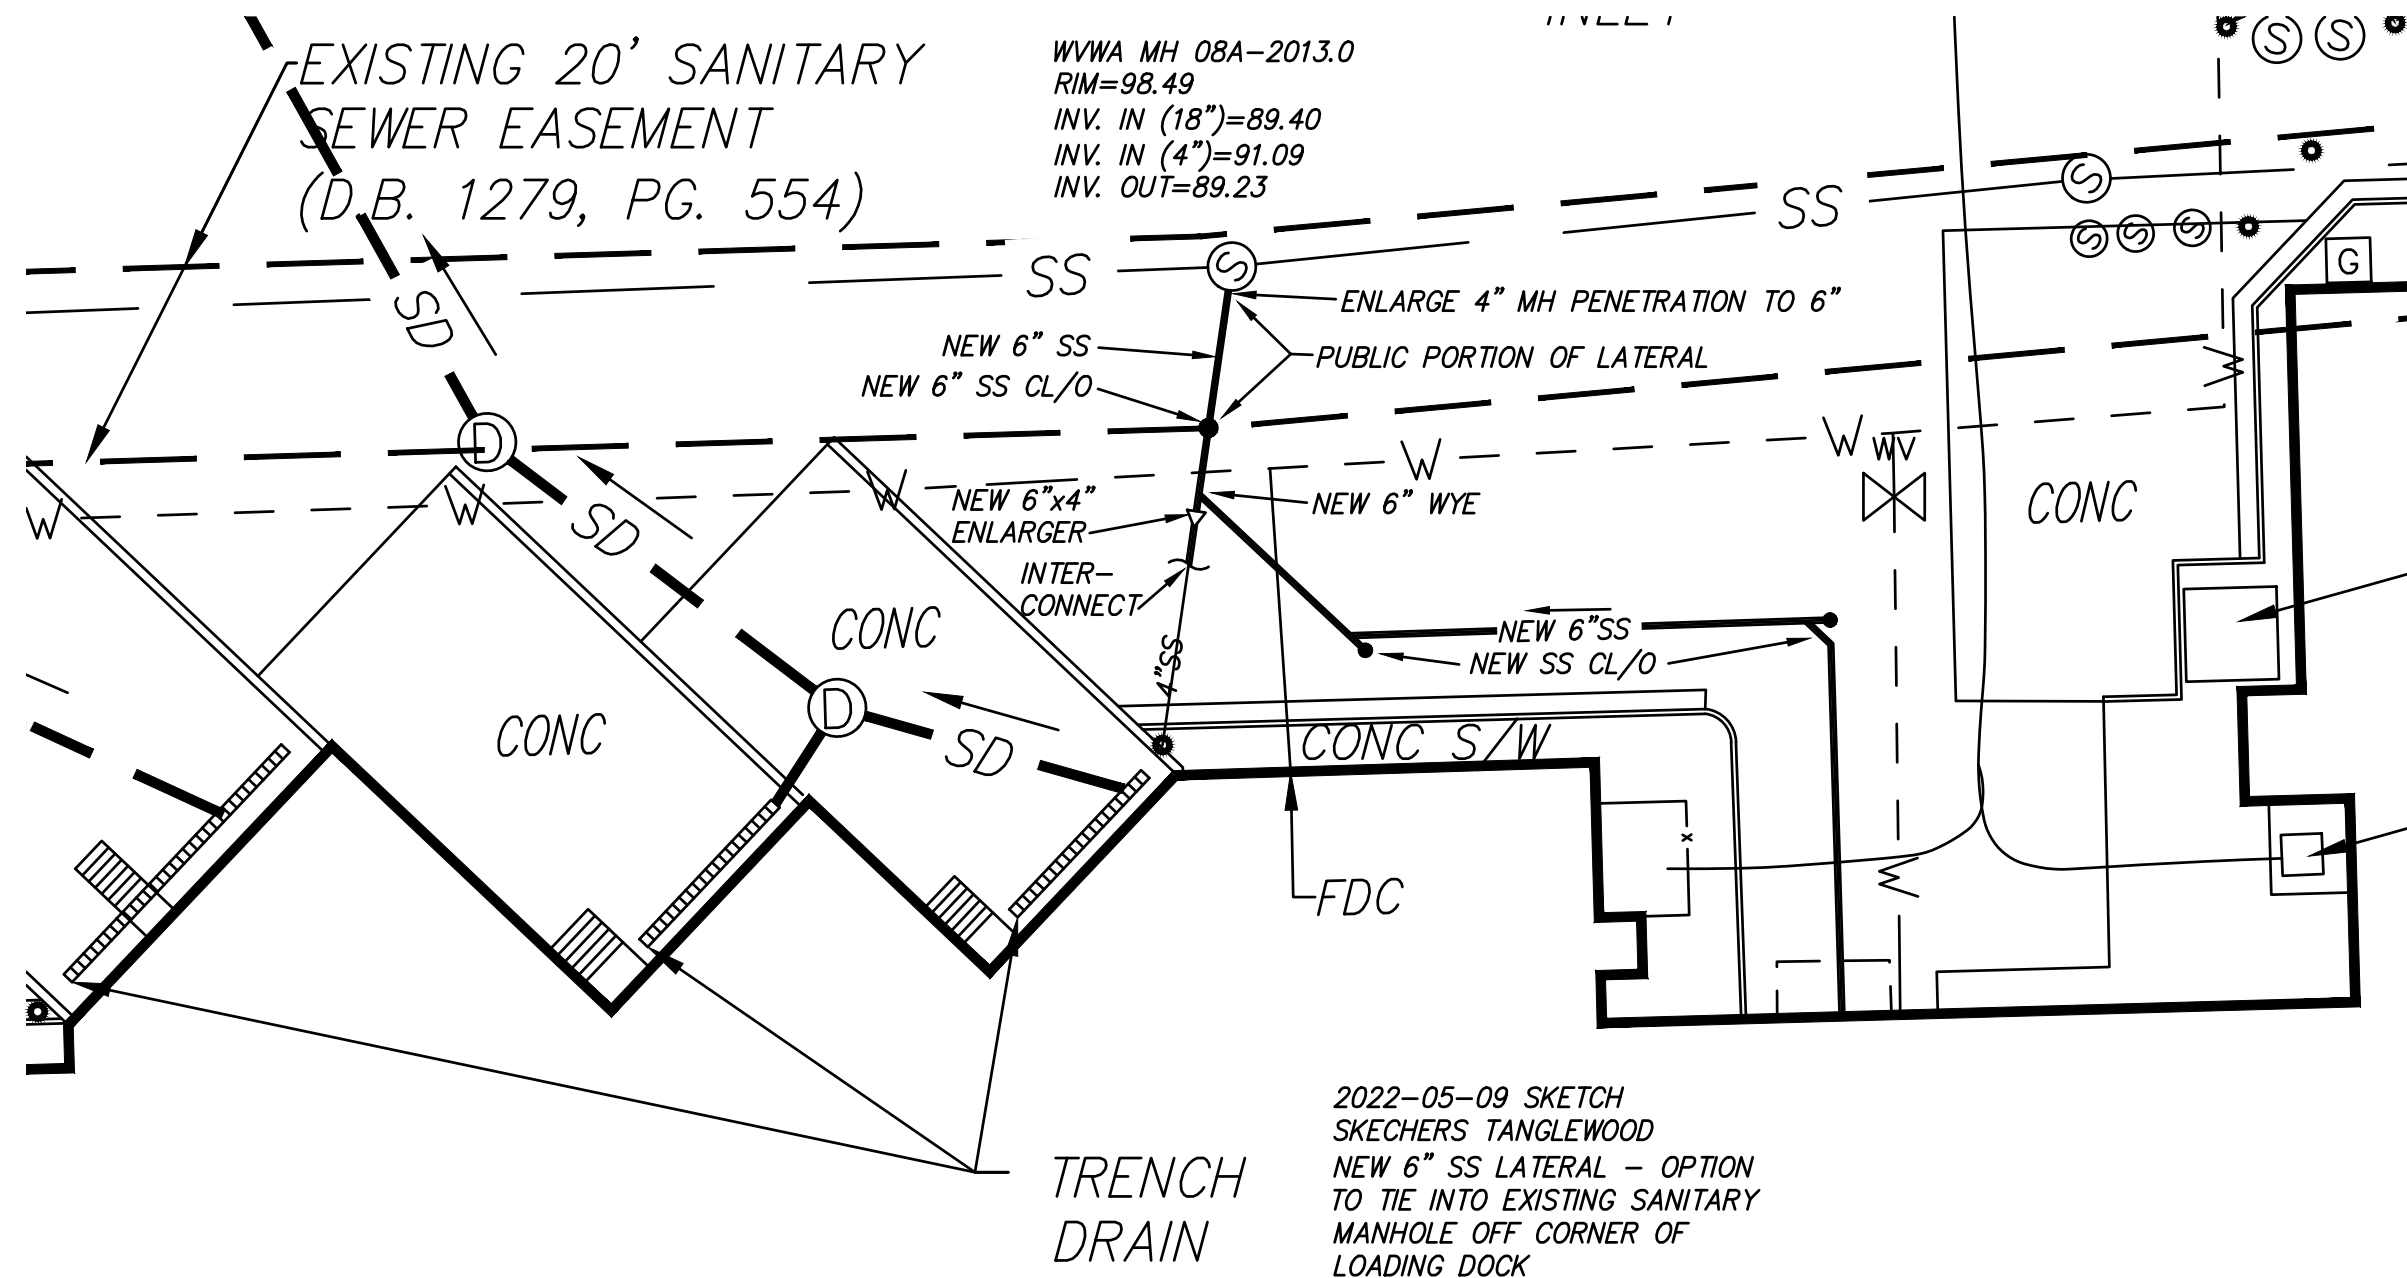 EXISTING 20' SANITARY
SEWER EASEMENT
(D.B. 1279, PG. 554)
WVWA MH 08A-2013.0
RIM=98.49
INV. IN (18")=89.40
INV. IN (4")=91.09
INV. OUT=89.23
INLET
S
S
SS
S
S
S
S
G
SS
S
SD
ENLARGE 4" MH PENETRATION TO 6"
NEW 6" SS
PUBLIC PORTION OF LATERAL
NEW 6" SS CL/O
W
D
W
W
WV
W
W
W
NEW 6"x4"
ENLARGER
NEW 6" WYE
CONC
SD
INTER-
CONNECT
CONC
NEW 6"SS
NEW SS CL/O
4"SS
D
CONC
SD
CONC S/W
W
FDC
TRENCH
DRAIN
2022-05-09 SKETCH
SKECHERS TANGLEWOOD
NEW 6" SS LATERAL - OPTION
TO TIE INTO EXISTING SANITARY
MANHOLE OFF CORNER OF
LOADING DOCK